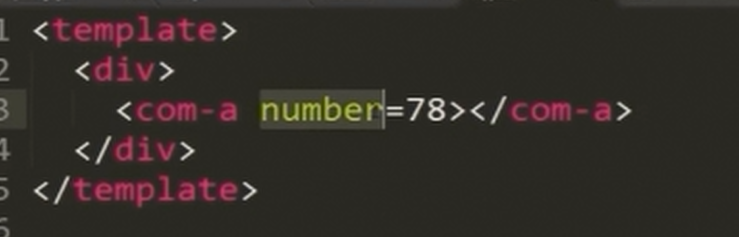 1 <template>
2 <div>
3 <com-a number=78></com-a>
4 </div>
5 </template>
6